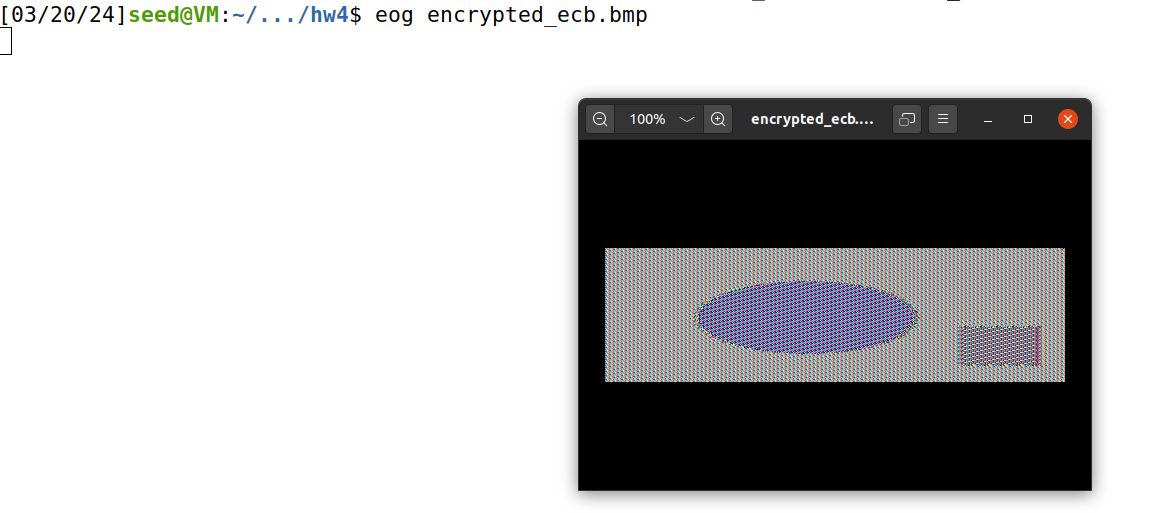 [03/20/24]seed@VM:~/.../hw4$ eog encrypted_ecb.bmp
100%
encrypted_ecb....